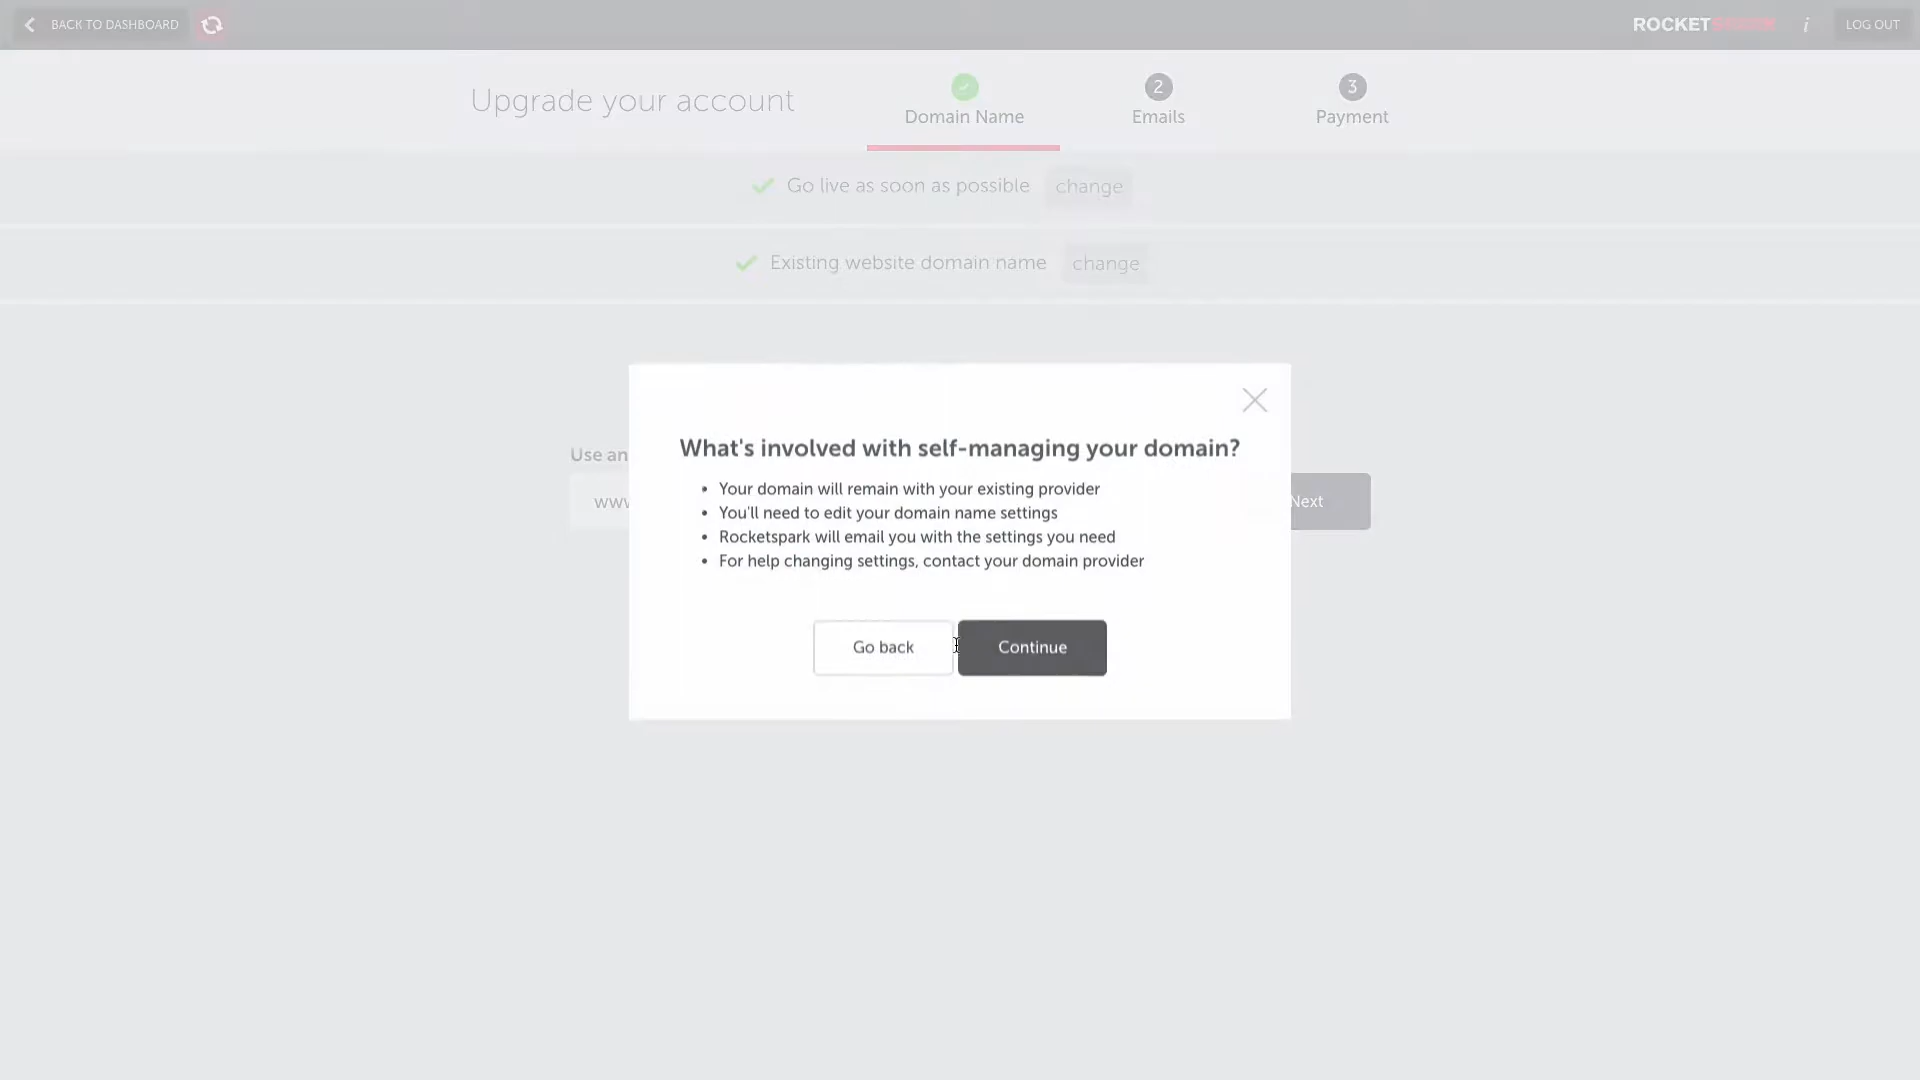 BACK TO DASHBOARD
ROCKETSPARK
i
LOG OUT
Upgrade your account
Domain Name
2
Emails
3
Payment
Go live as soon as possible
change
Existing website domain name
change
Use an
www
Next
What's involved with self-managing your domain?
• Your domain will remain with your existing provider
• You'll need to edit your domain name settings
• Rocketspark will email you with the settings you need
• For help changing settings, contact your domain provider
Go back
Continue